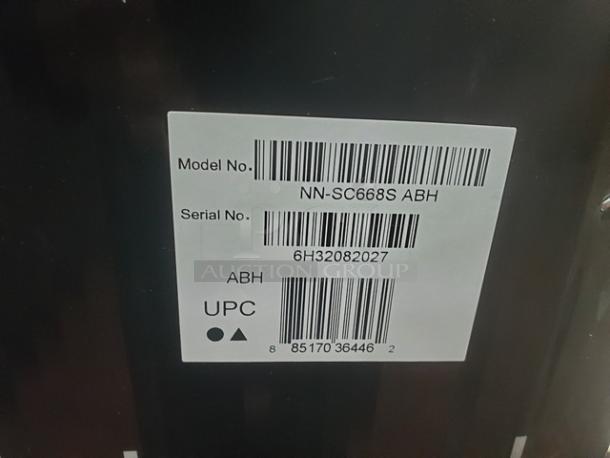 Model No.
NN-SC668S ABH
Serial No.
6H32082027
AUCTION GROUP
ABH
UPC
8 85170 36446 2